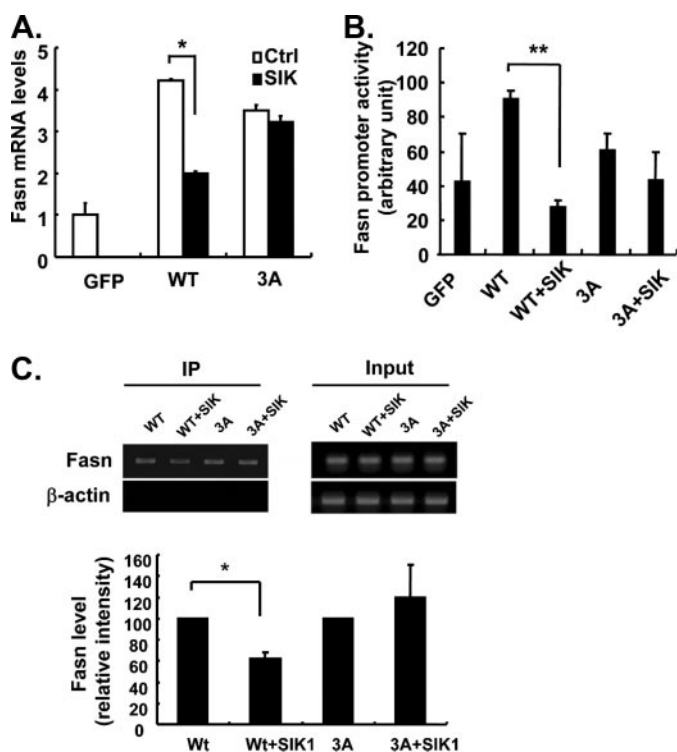 A.
Fasn mRNA levels
6
5
4
3
2
1
0
*
Ctrl
SIK
GFP WT 3A
B.
Fasn promoter activity
(arbitrary unit)
120
100
80
60
40
20
0
**
GFP WT WT+SIK 3A 3A+SIK
C.
IP Input
WT WT+SIK 3A 3A+SIK WT WT+SIK 3A 3A+SIK
Fasn
β-actin
Fasn level
(relative intensity)
160
140
120
100
80
60
40
20
0
*
Wt Wt+SIK1 3A 3A+SIK1